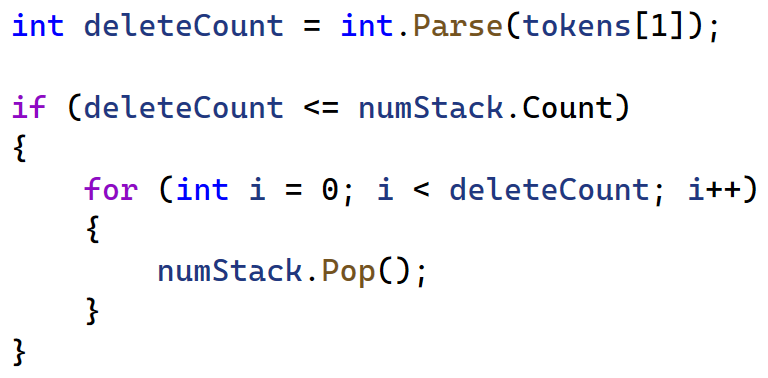 int deleteCount = int.Parse(tokens[1]);
if (deleteCount <= numStack.Count)
{
for (int i = 0; i < deleteCount; i++)
{
numStack.Pop();
}
}